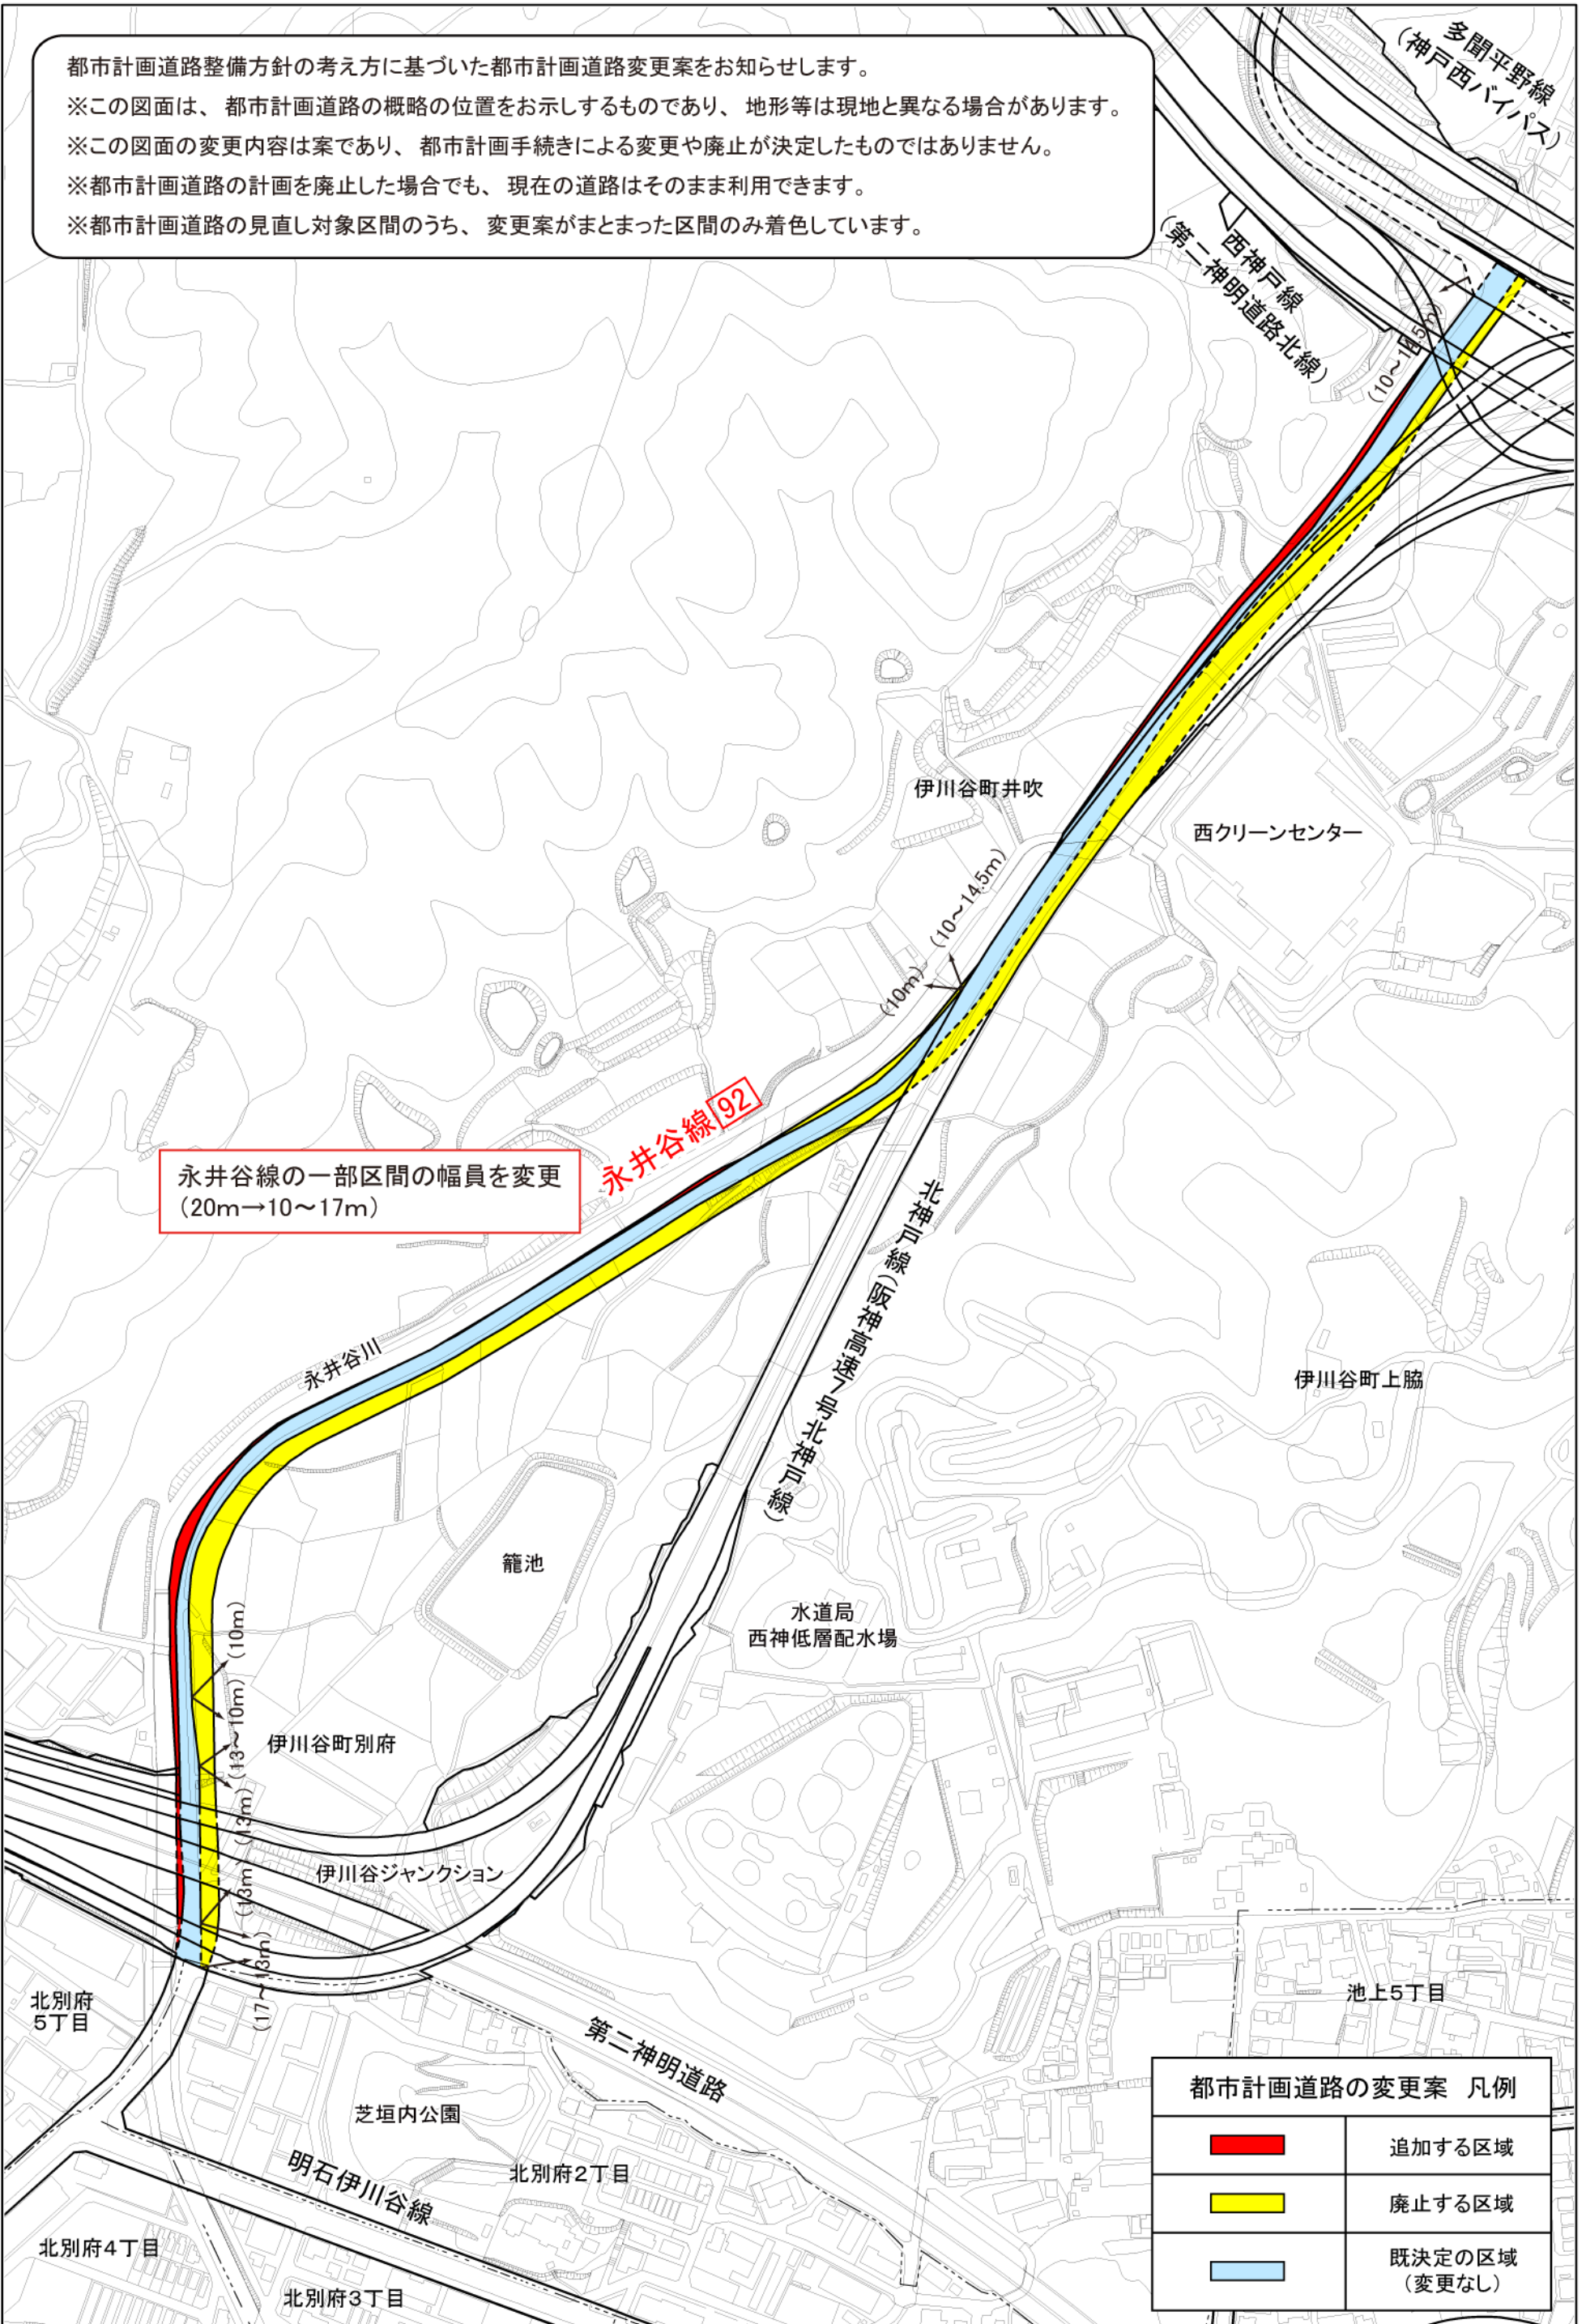 都市計画道路整備方針の考え方に基づいた都市計画道路変更案をお知らせします。
※この図面は、都市計画道路の概略の位置をお示しするものであり、地形等は現地と異なる場合があります。
※この図面の変更内容は案であり、都市計画手続きによる変更や廃止が決定したものではありません。
※都市計画道路の計画を廃止した場合でも、現在の道路はそのまま利用できます。
※都市計画道路の見直し対象区間のうち、変更案がまとまった区間のみ着色しています。
多聞平野線
(神戸西バイパス)
西神戸線
(第二神明道路北線)
伊川谷町井吹
西クリーンセンター
(10～14.5m)
(10m)
永井谷線92
永井谷線の一部区間の幅員を変更
(20m→10～17m)
北神戸線(阪神高速7号北神戸線)
永井谷川
伊川谷町上脇
籠池
水道局
西神低層配水場
(10m)
(13～10m)
伊川谷町別府
(13m)
伊川谷ジャンクション
(13m)
(17～13m)
北別府
5丁目
池上5丁目
第二神明道路
芝垣内公園
明石伊川谷線
北別府2丁目
北別府4丁目
北別府3丁目
都市計画道路の変更案 凡例
追加する区域
廃止する区域
既決定の区域
(変更なし)